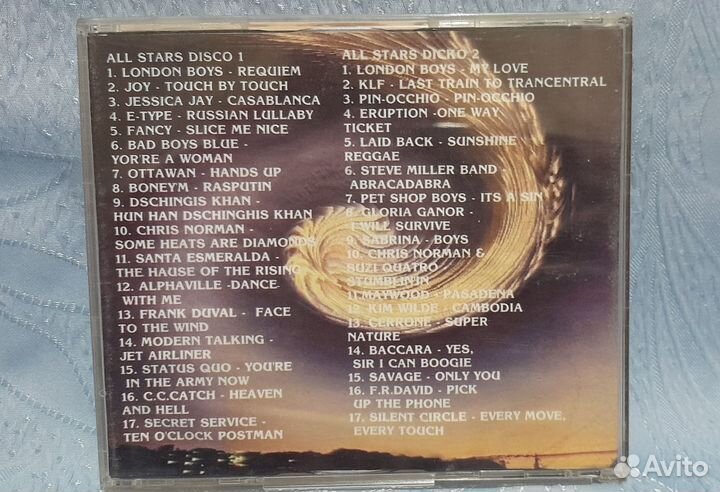 ALL STARS DISCO 1
1. LONDON BOYS - REQUIEM
2. JOY - TOUCH BY TOUCH
3. JESSICA JAY - CASABLANCA
4. E-TYPE - RUSSIAN LULLABY
5. FANCY - SLICE ME NICE
6. BAD BOYS BLUE -
YOR'RE A WOMAN
7. OTTAWAN - HANDS UP
8. BONEYM - RASPUTIN
9. DSCHINGIS KHAN -
HUN HAN DSCHINGHIS KHAN
10. CHRIS NORMAN -
SOME HEATS ARE DIAMONDS
11. SANTA ESMERALDA -
THE HAUSE OF THE RISING
12. ALPHAVILLE -DANCE
WITH ME
13. FRANK DUVAL - FACE
TO THE WIND
14. MODERN TALKING -
JET AIRLINER
15. STATUS QUO - YOU'RE
IN THE ARMY NOW
16. C.C.CATCH - HEAVEN
AND HELL
17. SECRET SERVICE -
TEN O'CLOCK POSTMAN
ALL STARS DICKO 2
1. LONDON BOYS - MY LOVE
2. KLF - LAST TRAIN TO TRANCENTRAL
3. PIN-OCCHIO - PIN-OCCHIO
4. ERUPTION -ONE WAY
TICKET
5. LAID BACK - SUNSHINE
REGGAE
6. STEVE MILLER BAND -
ABRACADABRA
7. PET SHOP BOYS - ITS A SIN
8. GLORIA GANOR -
I WILL SURVIVE
9. SABRINA - BOYS
10. CHRIS NORMAN &
SUZI QUATRO
STUMBLIN'IN
11.MAYWOOD - PASADENA
12. KIM WILDE - CAMBODIA
13. CERRONE - SUPER
NATURE
14. BACCARA - YES,
SIR I CAN BOOGIE
15. SAVAGE - ONLY YOU
16. F.R.DAVID - PICK
UP THE PHONE
17. SILENT CIRCLE - EVERY MOVE,
EVERY TOUCH
Avito